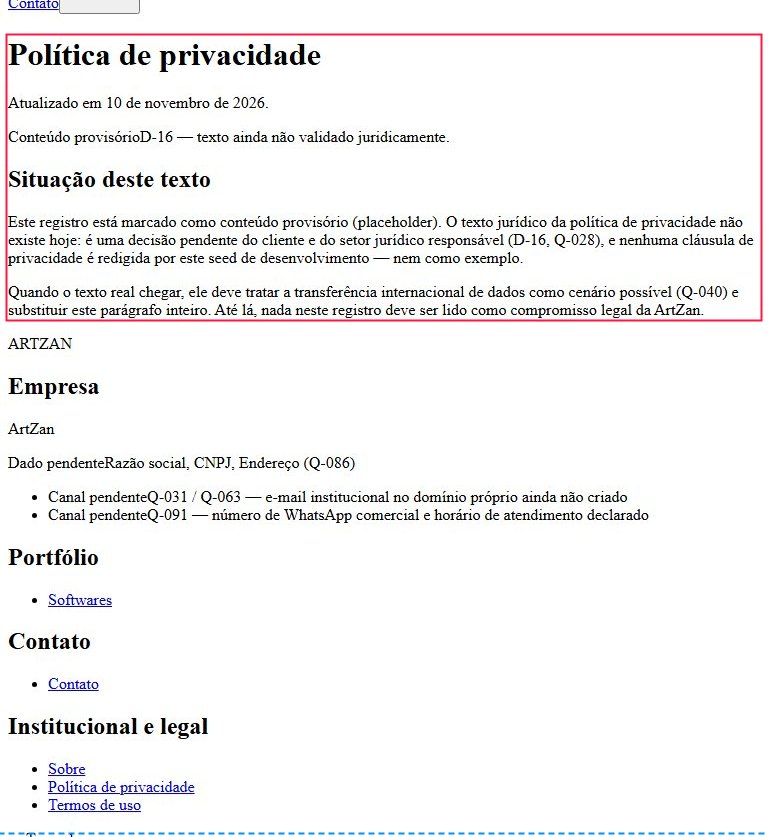 Contato
Política de privacidade
Atualizado em 10 de novembro de 2026.
Conteúdo provisórioD-16 — texto ainda não validado juridicamente.
Situação deste texto
Este registro está marcado como conteúdo provisório (placeholder). O texto jurídico da política de privacidade não
existe hoje: é uma decisão pendente do cliente e do setor jurídico responsável (D-16, Q-028), e nenhuma cláusula de
privacidade é redigida por este seed de desenvolvimento — nem como exemplo.
Quando o texto real chegar, ele deve tratar a transferência internacional de dados como cenário possível (Q-040) e
substituir este parágrafo inteiro. Até lá, nada neste registro deve ser lido como compromisso legal da ArtZan.
ARTZAN
Empresa
ArtZan
Dado pendenteRazão social, CNPJ, Endereço (Q-086)
Canal pendenteQ-031 / Q-063 — e-mail institucional no domínio próprio ainda não criado
Canal pendenteQ-091 — número de WhatsApp comercial e horário de atendimento declarado
Portfólio
Softwares
Contato
Contato
Institucional e legal
Sobre
Política de privacidade
Termos de uso